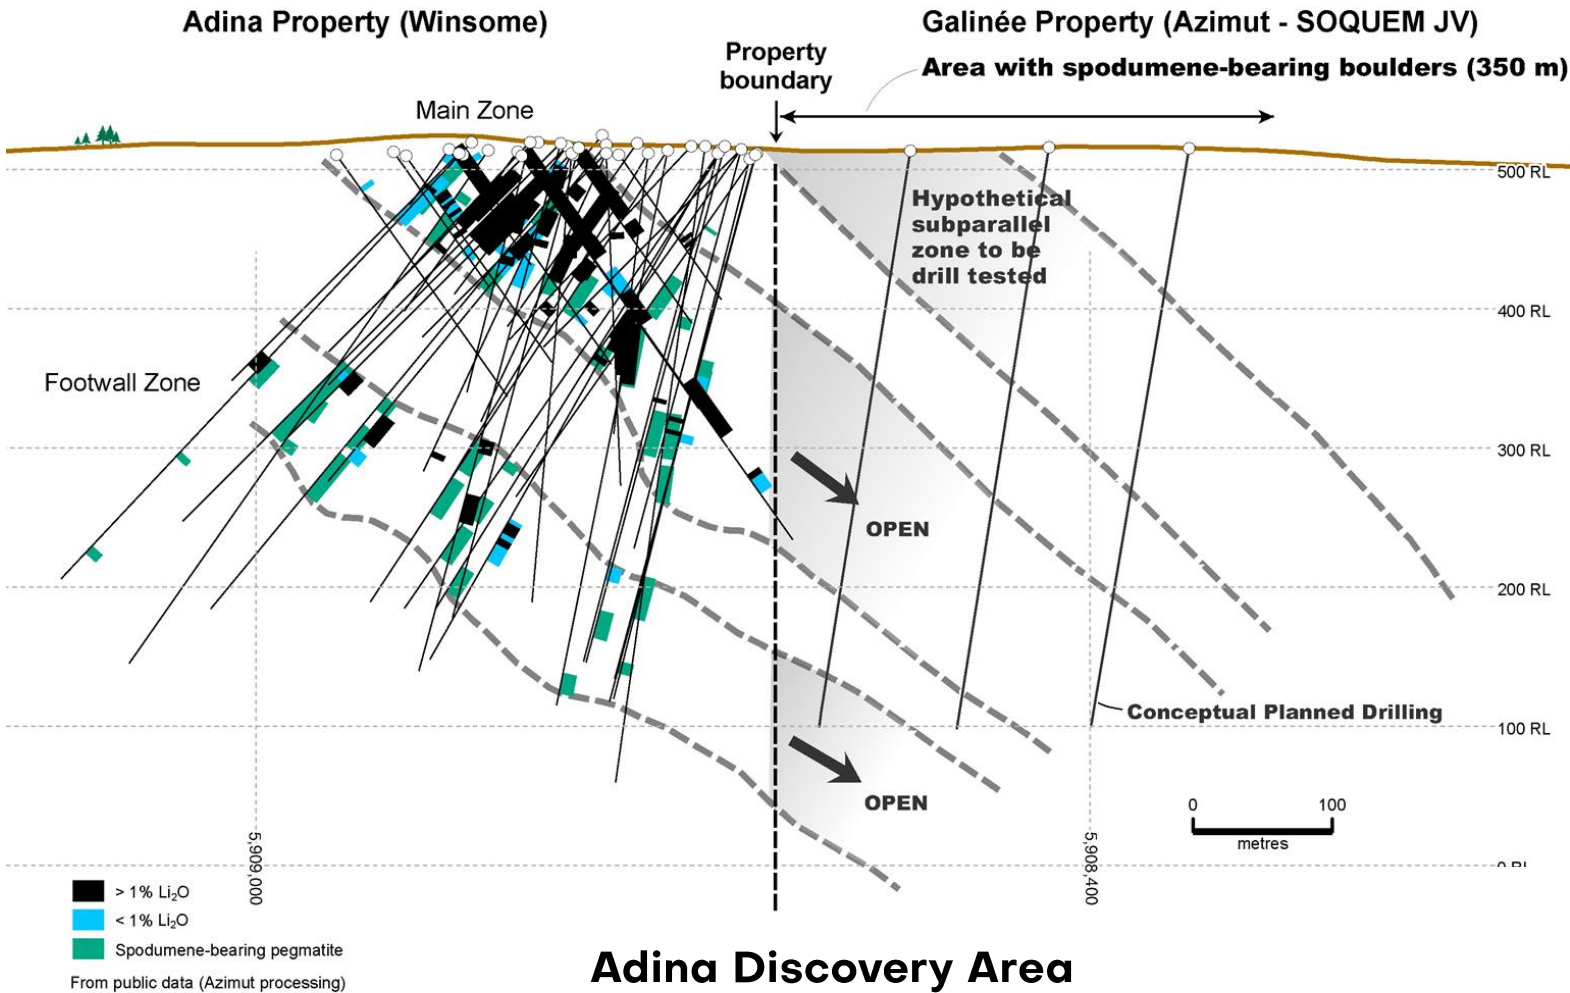 Adina Property (Winsome)
Galinée Property (Azimut - SOQUEM JV)
Property
boundary
Area with spodumene-bearing boulders (350 m)
Main Zone
500 RL
Hypothetical
subparallel
zone to be
drill tested
400 RL
Footwall Zone
300 RL
OPEN
200 RL
Conceptual Planned Drilling
100 RL
OPEN
0 100
metres
5,909,000
5,908,400
0 RL
> 1% Li₂O
< 1% Li₂O
Spodumene-bearing pegmatite
From public data (Azimut processing)
Adina Discovery Area